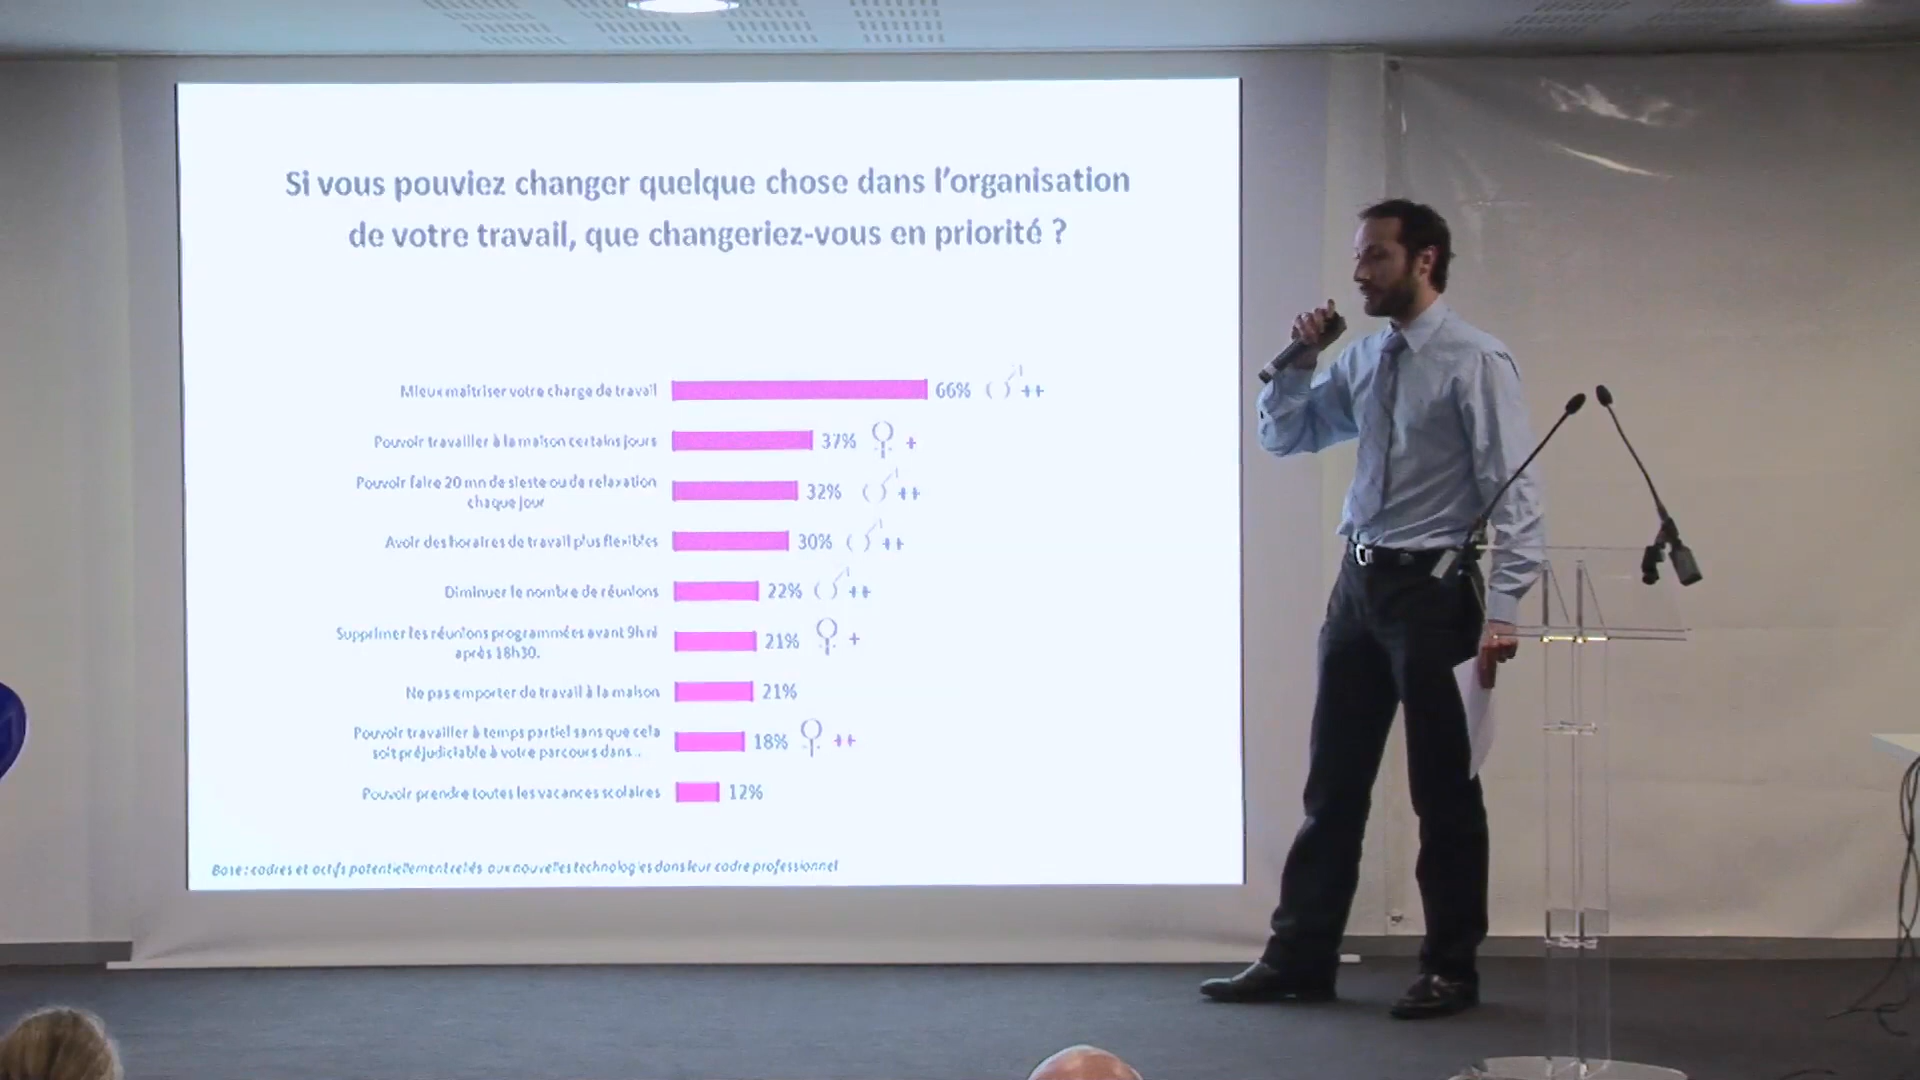 Si vous pouviez changer quelque chose dans l'organisation
de votre travail, que changeriez-vous en priorité ?
Mieux maîtriser votre charge de travail 66% ++
Pouvoir travailler à la maison certains jours 37% ♀ +
Pouvoir faire 20 mn de sieste ou de relaxation
chaque jour 32% ++
Avoir des horaires de travail plus flexibles 30% ++
Diminuer le nombre de réunions 22% ++
Supprimer les réunions programmées avant 9h ni
après 18h30. 21% ♀ +
Ne pas emporter de travail à la maison 21%
Pouvoir travailler à temps partiel sans que cela
soit préjudiciable à votre parcours dans... 18% ♀ ++
Pouvoir prendre toutes les vacances scolaires 12%
Base : cadres et actifs potentiellement reliés aux nouvelles technologies dans leur cadre professionnel